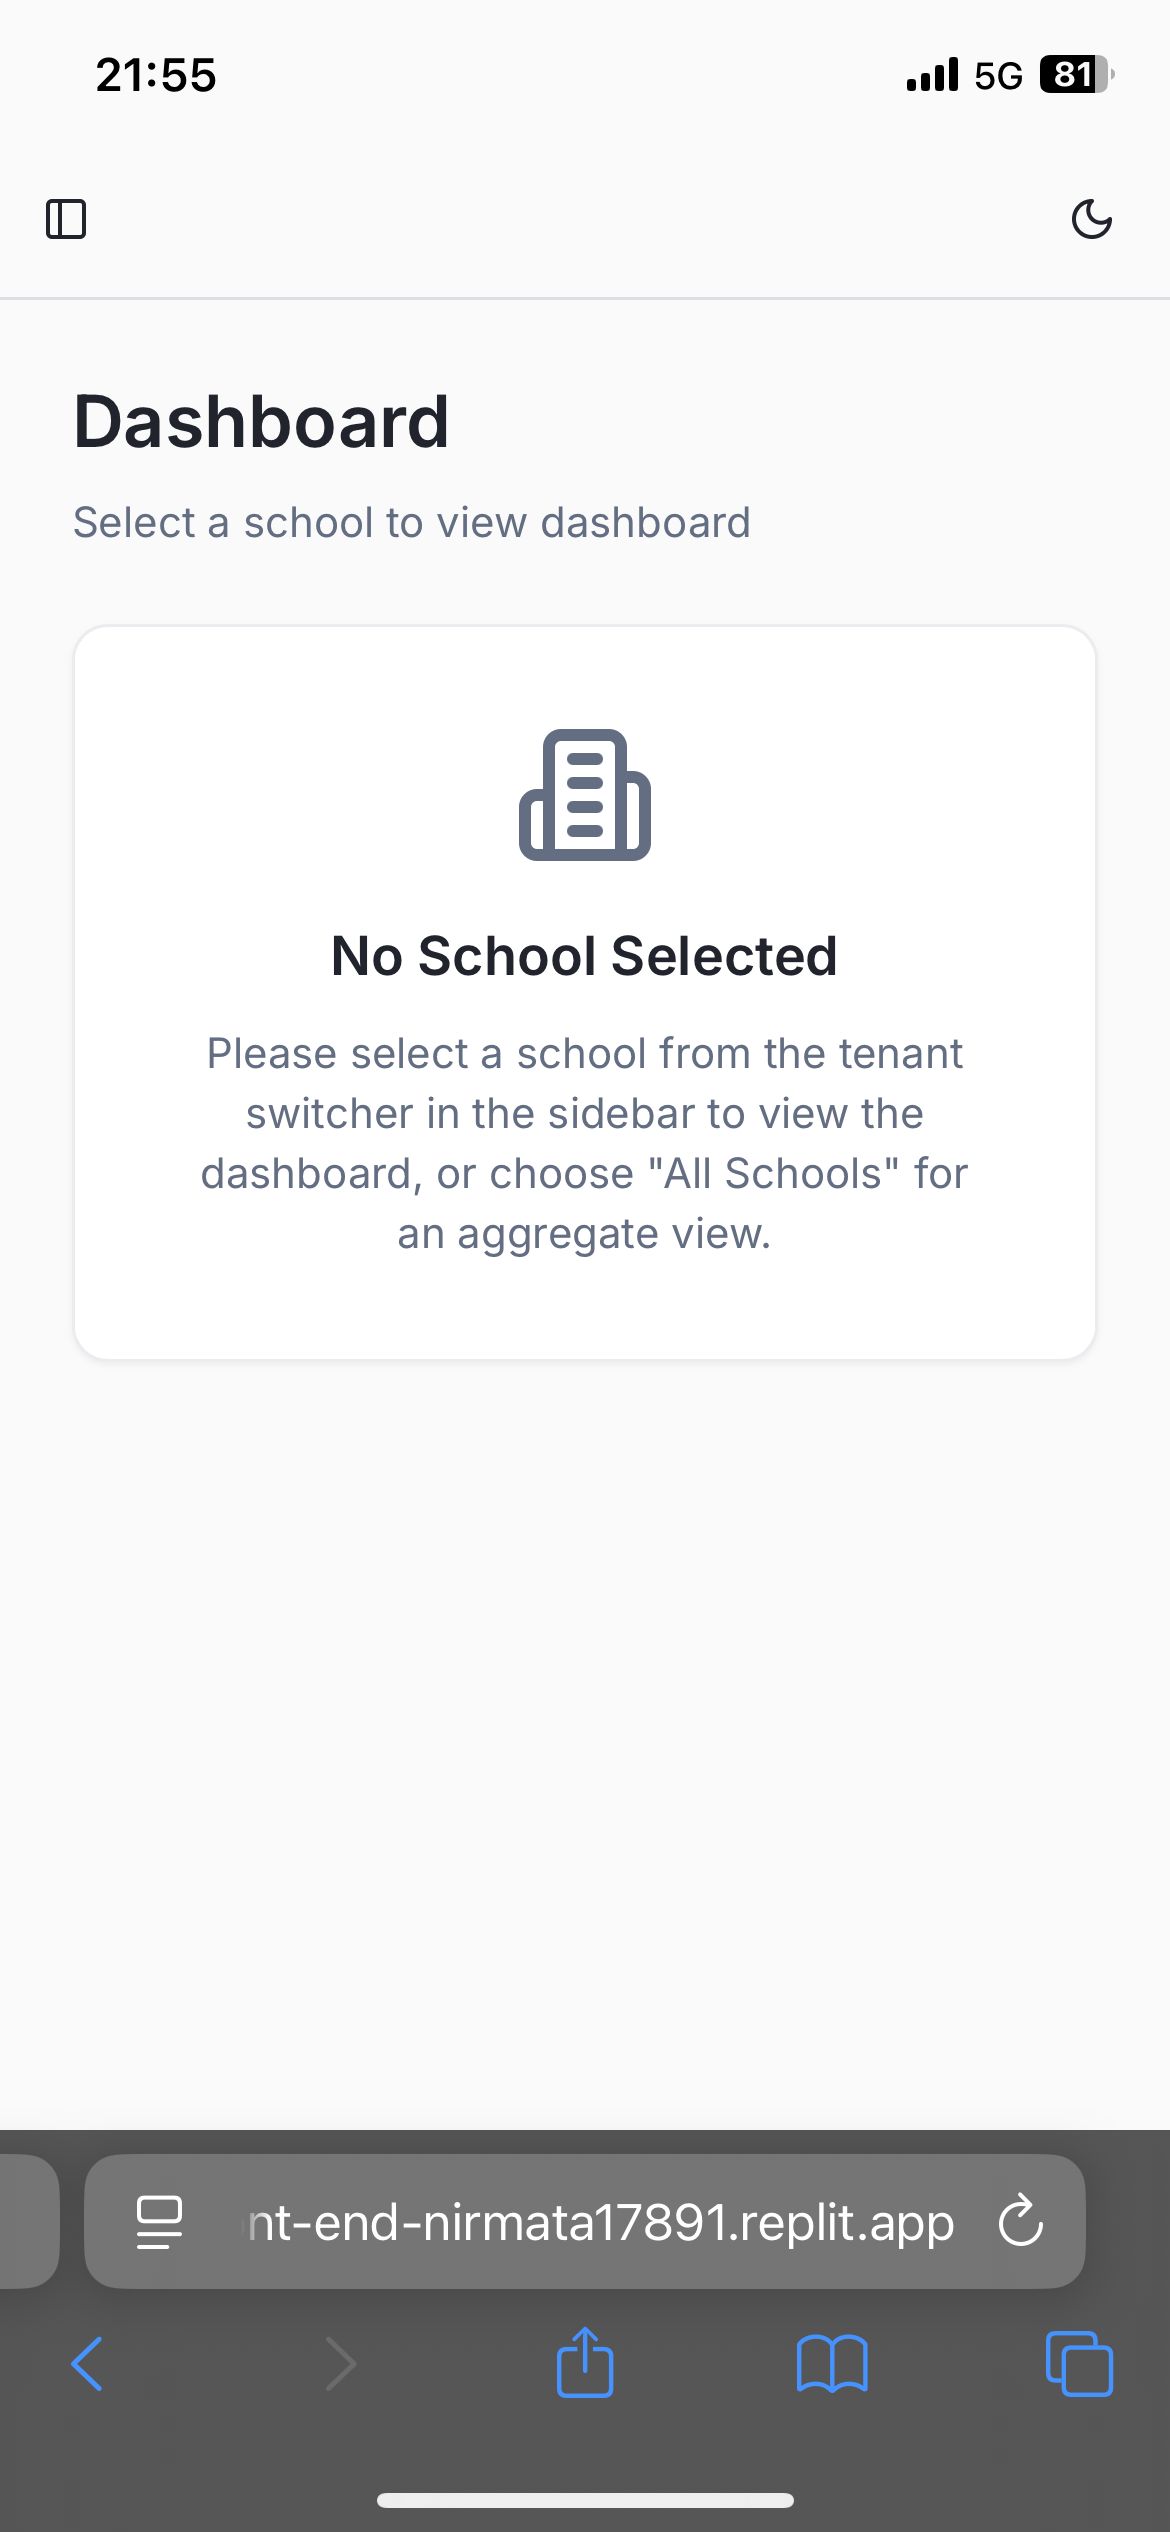 21:55
5G 81
Dashboard
Select a school to view dashboard
No School Selected
Please select a school from the tenant
switcher in the sidebar to view the
dashboard, or choose "All Schools" for
an aggregate view.
nt-end-nirmata17891.replit.app